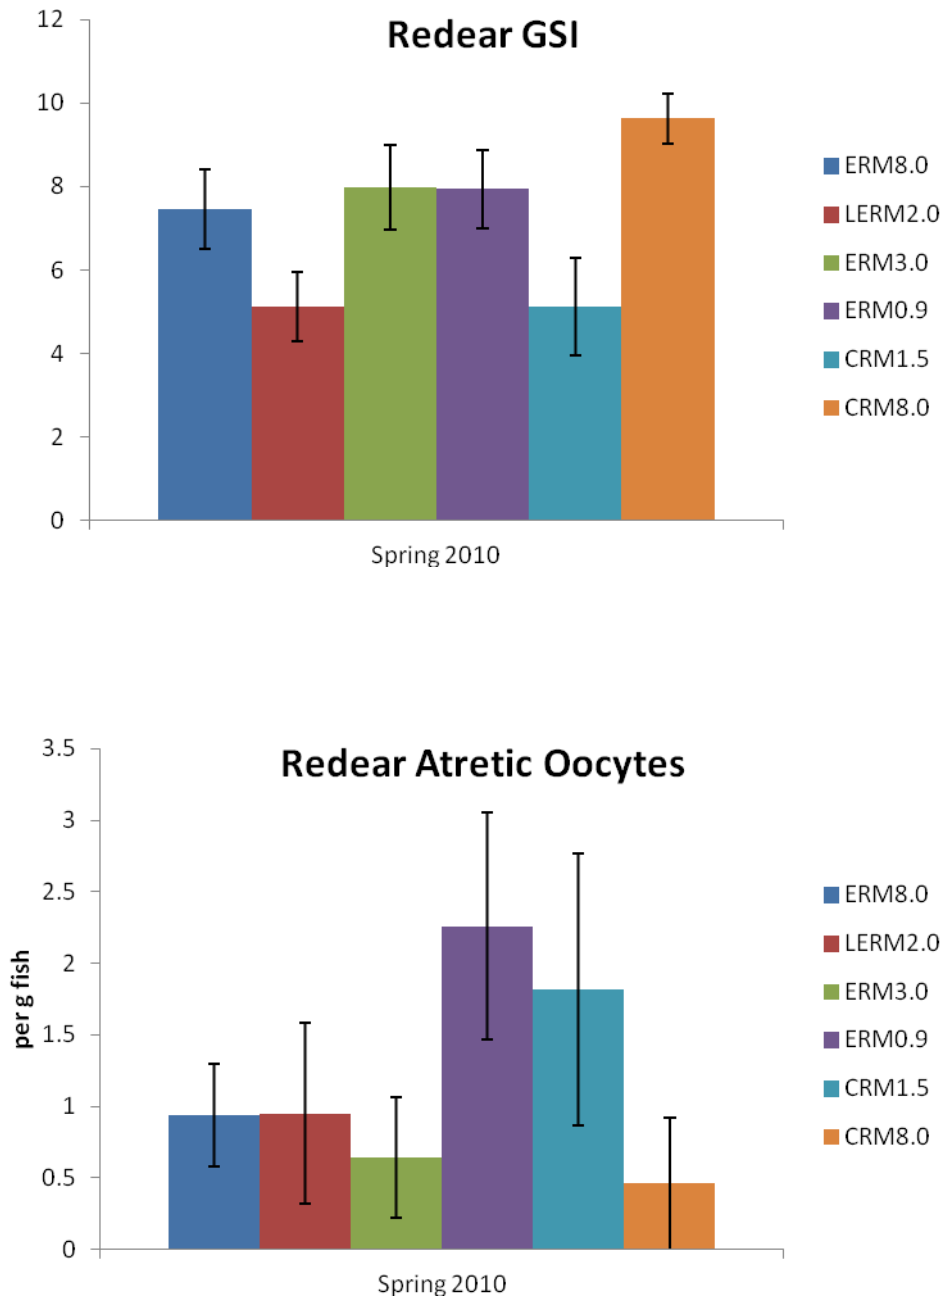 Redear GSI
12
10
8
6
4
2
0
Spring 2010
ERM8.0
LERM2.0
ERM3.0
ERM0.9
CRM1.5
CRM8.0
Redear Atretic Oocytes
per g fish
3.5
3
2.5
2
1.5
1
0.5
0
Spring 2010
ERM8.0
LERM2.0
ERM3.0
ERM0.9
CRM1.5
CRM8.0